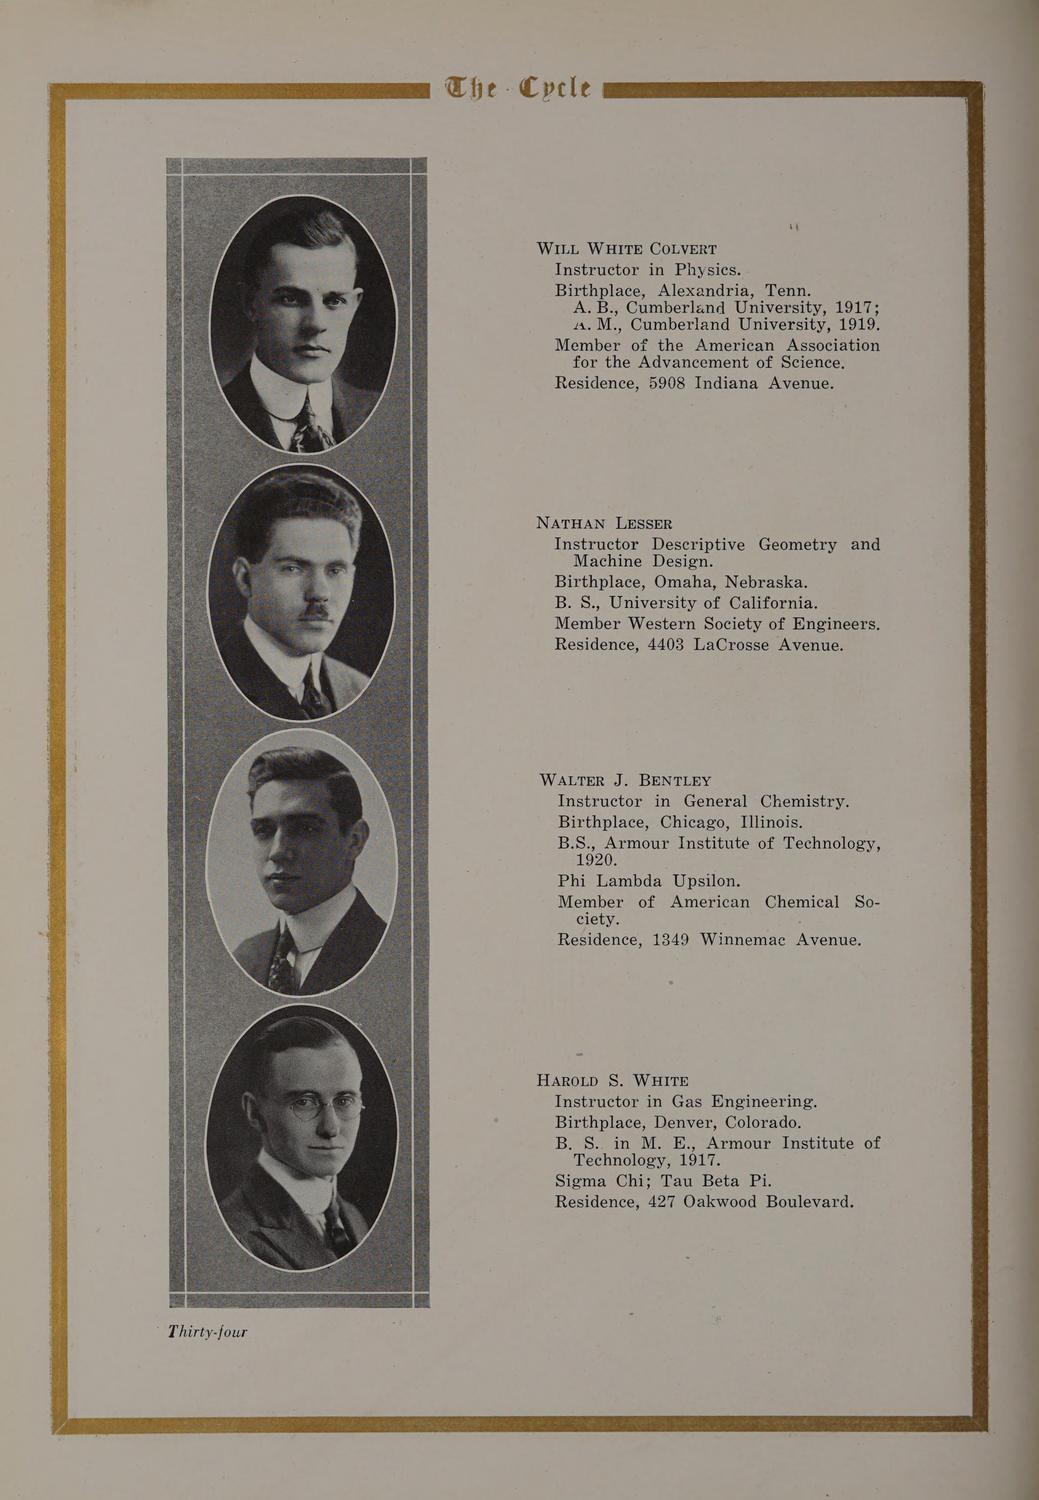 The Cycle
WILL WHITE COLVERT
Instructor in Physics.
Birthplace, Alexandria, Tenn.
A. B., Cumberland University, 1917;
A. M., Cumberland University, 1919.
Member of the American Association
for the Advancement of Science.
Residence, 5908 Indiana Avenue.
NATHAN LESSER
Instructor Descriptive Geometry and
Machine Design.
Birthplace, Omaha, Nebraska.
B. S., University of California.
Member Western Society of Engineers.
Residence, 4403 LaCrosse Avenue.
WALTER J. BENTLEY
Instructor in General Chemistry.
Birthplace, Chicago, Illinois.
B.S., Armour Institute of Technology,
1920.
Phi Lambda Upsilon.
Member of American Chemical So-
ciety.
Residence, 1349 Winnemac Avenue.
HAROLD S. WHITE
Instructor in Gas Engineering.
Birthplace, Denver, Colorado.
B. S. in M. E., Armour Institute of
Technology, 1917.
Sigma Chi; Tau Beta Pi.
Residence, 427 Oakwood Boulevard.
Thirty-four